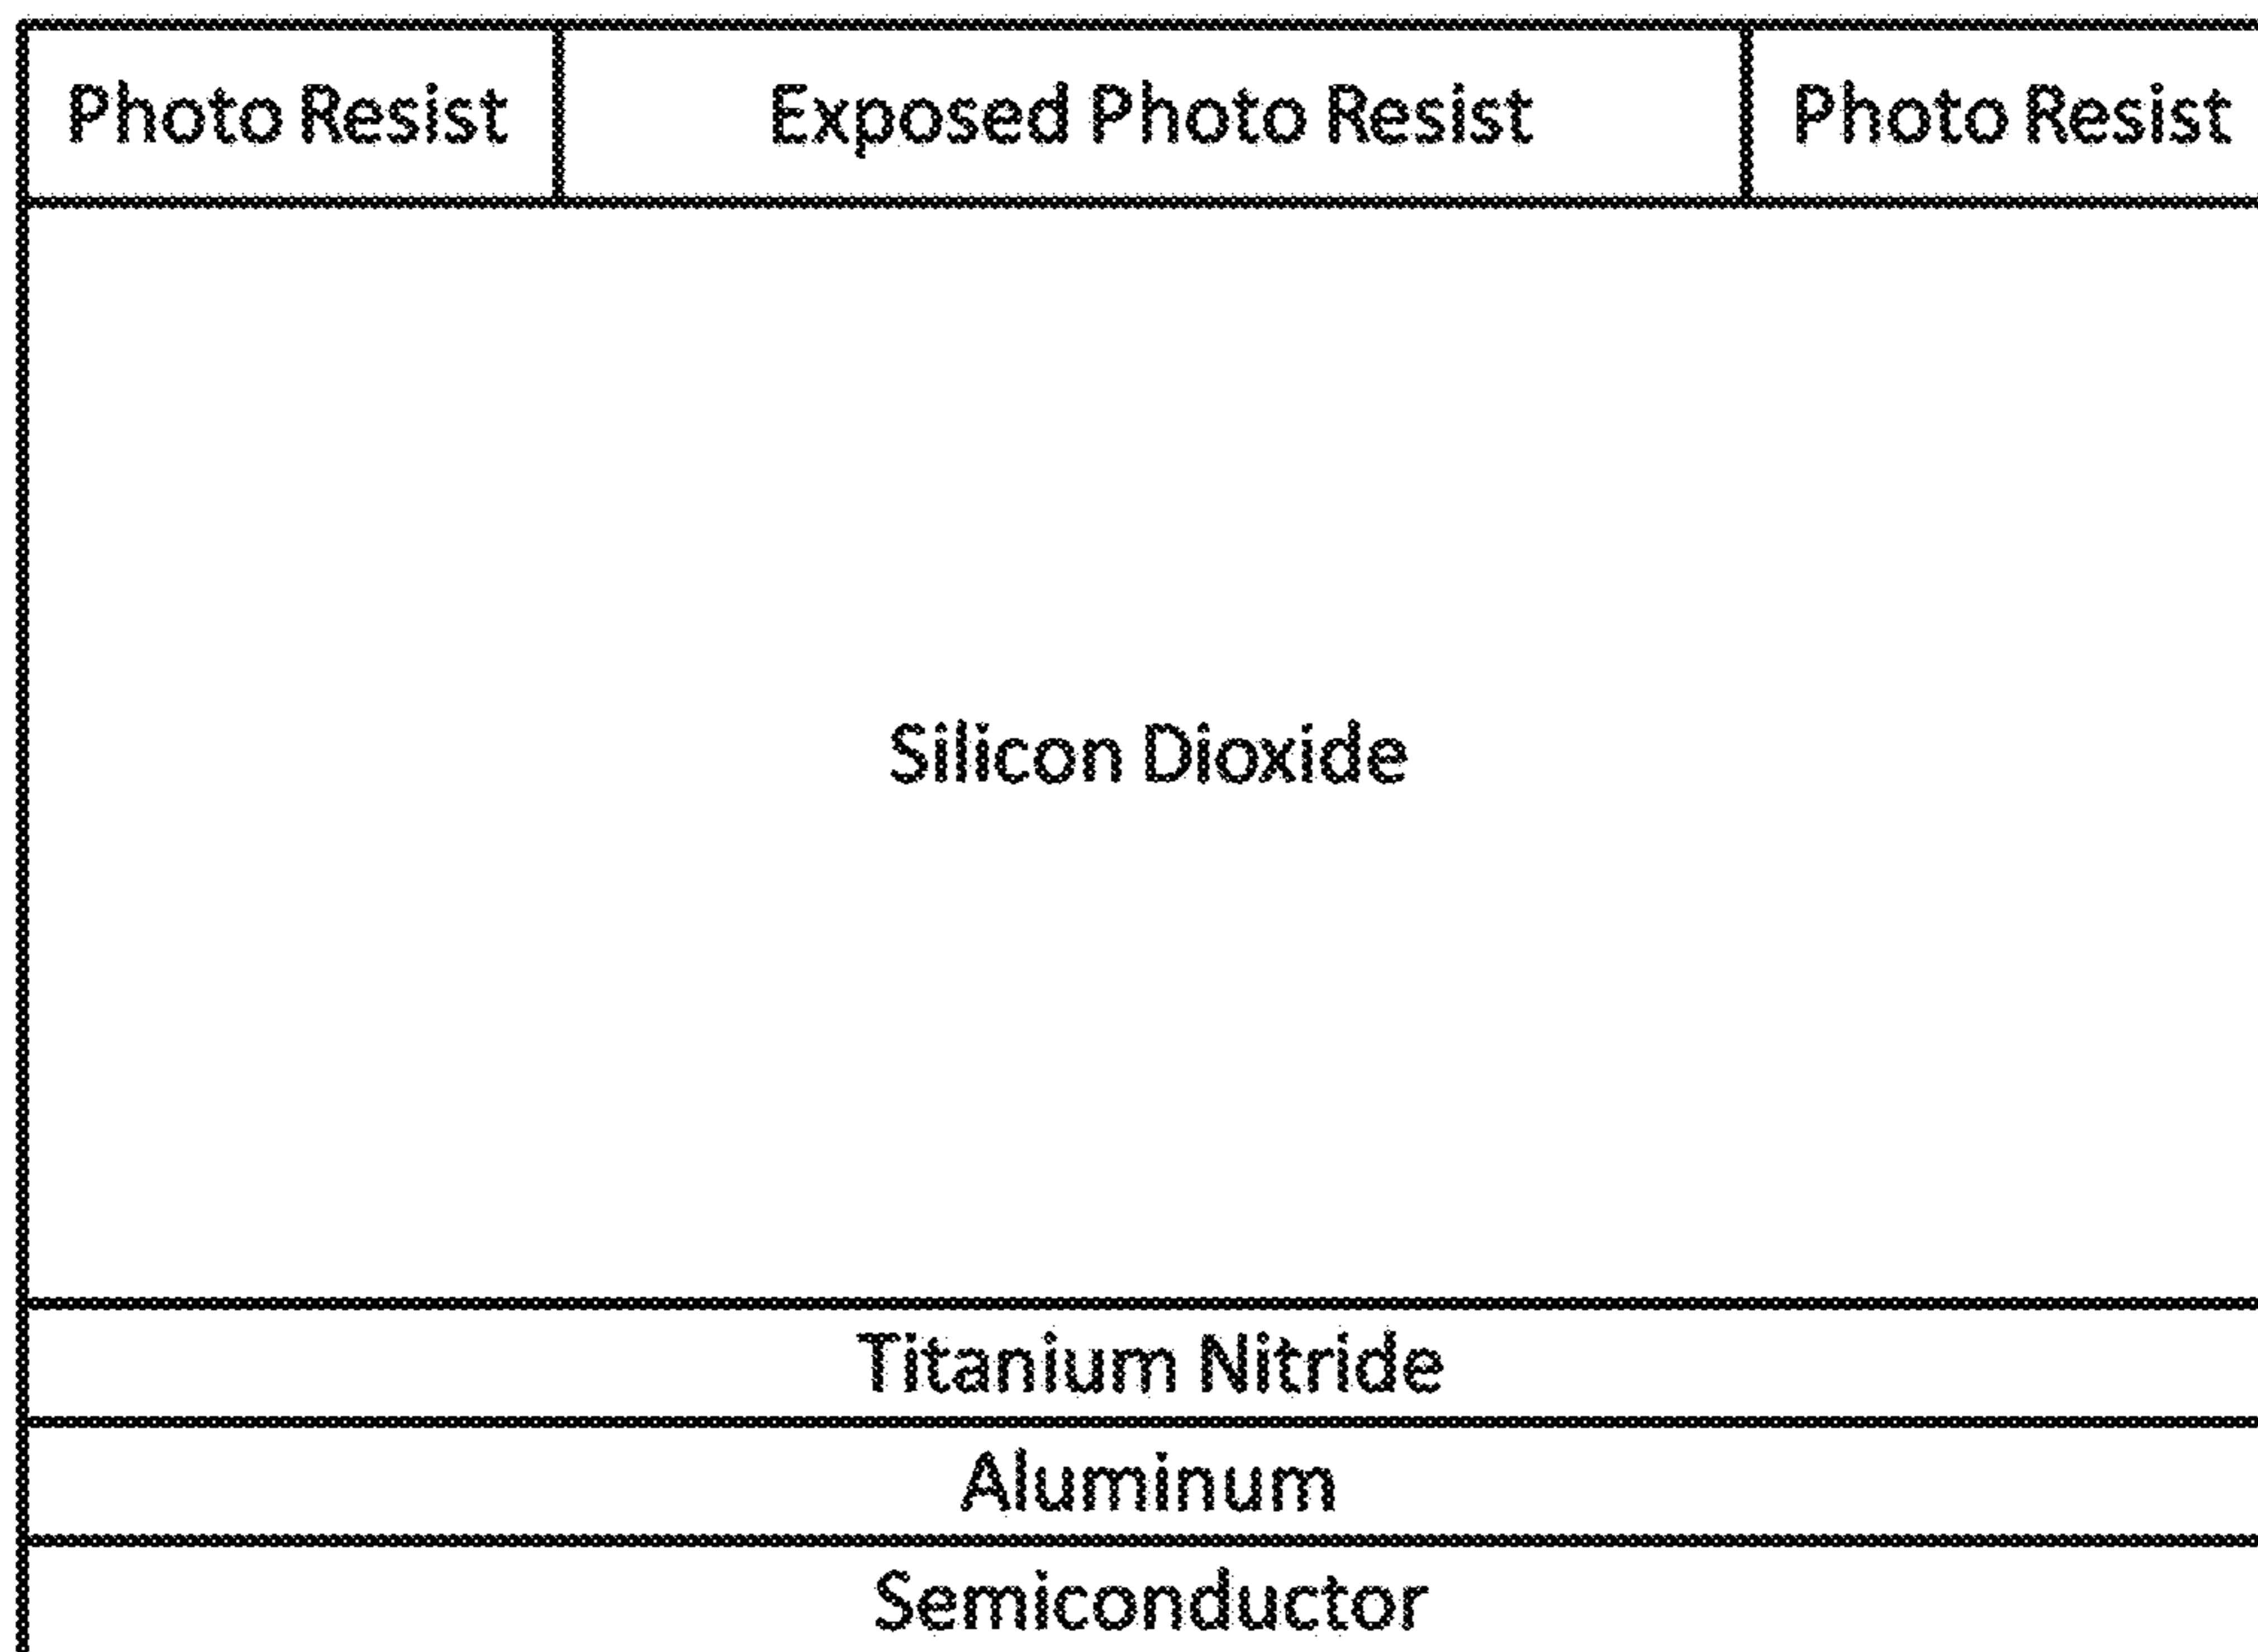 Photo Resist Exposed Photo Resist Photo Resist
Silicon Dioxide
Titanium Nitride
Aluminum
Semiconductor